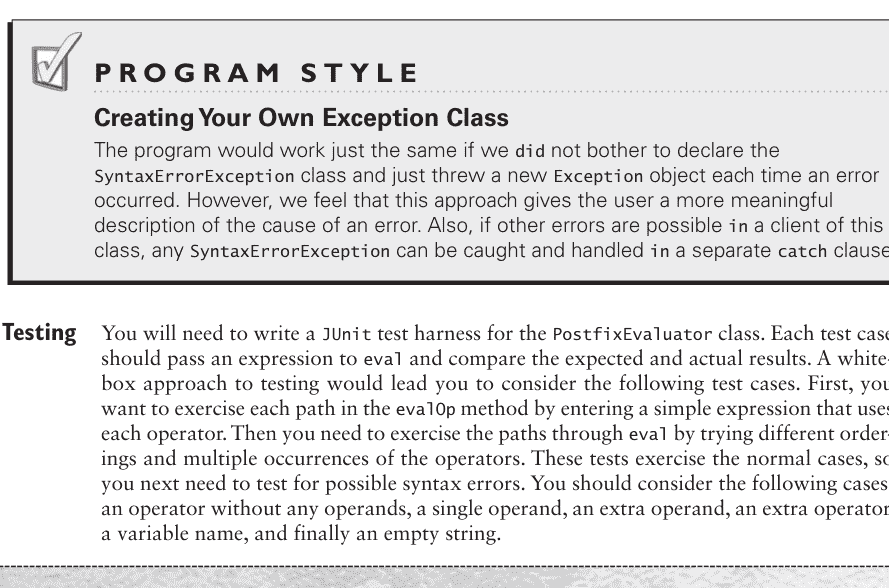 PROGRAM STYLE
Creating Your Own Exception Class
The program would work just the same if we did not bother to declare the
SyntaxErrorException class and just threw a new Exception object each time an error
occurred. However, we feel that this approach gives the user a more meaningful
description of the cause of an error. Also, if other errors are possible in a client of this
class, any SyntaxErrorException can be caught and handled in a separate catch clause
Testing You will need to write a JUnit test harness for the PostfixEvaluator class. Each test case
should pass an expression to eval and compare the expected and actual results. A white-
box approach to testing would lead you to consider the following test cases. First, you
want to exercise each path in the evalOp method by entering a simple expression that uses
each operator. Then you need to exercise the paths through eval by trying different order-
ings and multiple occurrences of the operators. These tests exercise the normal cases, so
you next need to test for possible syntax errors. You should consider the following cases
an operator without any operands, a single operand, an extra operand, an extra operator
a variable name, and finally an empty string.